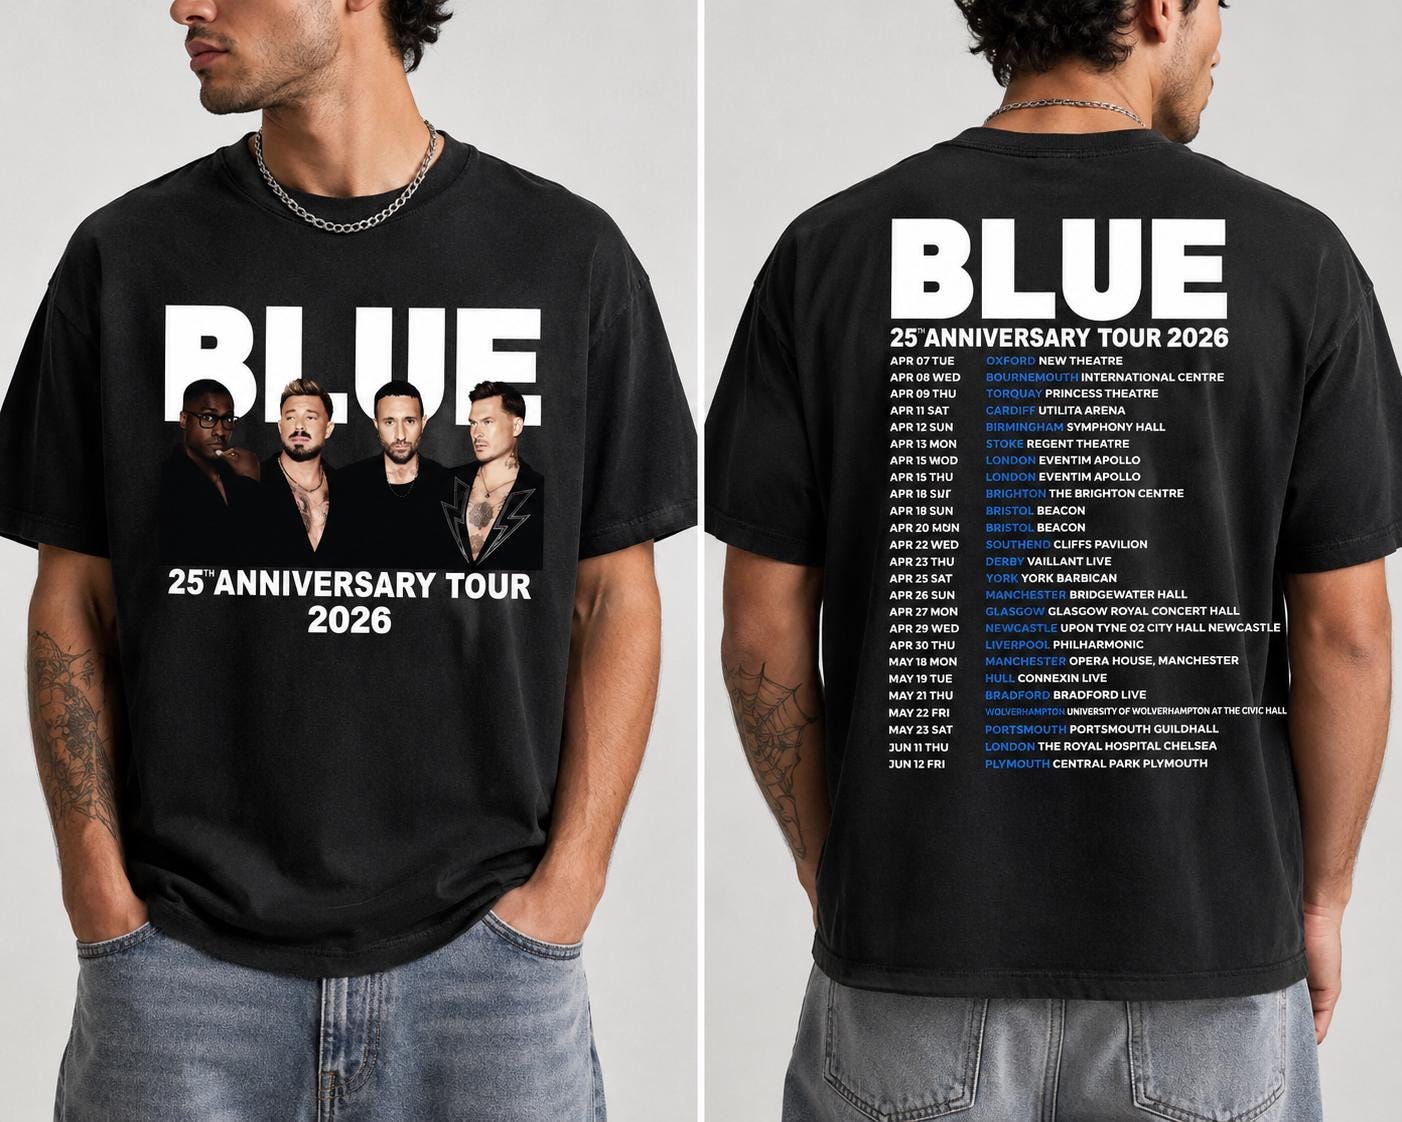 BLUE
25TH ANNIVERSARY TOUR
2026
BLUE
25TH ANNIVERSARY TOUR 2026
APR 07 TUE OXFORD NEW THEATRE
APR 08 WED BOURNEMOUTH INTERNATIONAL CENTRE
APR 09 THU TORQUAY PRINCESS THEATRE
APR 11 SAT CARDIFF UTILITA ARENA
APR 12 SUN BIRMINGHAM SYMPHONY HALL
APR 13 MON STOKE REGENT THEATRE
APR 15 WOD LONDON EVENTIM APOLLO
APR 15 THU LONDON EVENTIM APOLLO
APR 18 BRIGHTON THE BRIGHTON CENTRE
APR 18 SUN BRISTOL BEACON
APR 20 MON BRISTOL BEACON
APR 22 WED SOUTHEND CLIFFS PAVILION
APR 23 THU DERBY VAILLANT LIVE
APR 25 SAT YORK YORK BARBICAN
APR 26 SUN MANCHESTER BRIDGEWATER HALL
APR 27 MON GLASGOW GLASGOW ROYAL CONCERT HALL
APR 29 WED NEWCASTLE UPON TYNE O2 CITY HALL NEWCASTLE
APR 30 THU LIVERPOOL PHILHARMONIC
MAY 18 MON MANCHESTER OPERA HOUSE, MANCHESTER
MAY 19 TUE HULL CONNEXIN LIVE
MAY 21 THU BRADFORD BRADFORD LIVE
MAY 22 FRI WOLVERHAMPTON UNIVERSITY OF WOLVERHAMPTON AT THE CIVIC HALL
MAY 23 SAT PORTSMOUTH PORTSMOUTH GUILDHALL
JUN 11 THU LONDON THE ROYAL HOSPITAL CHELSEA
JUN 12 FRI PLYMOUTH CENTRAL PARK PLYMOUTH